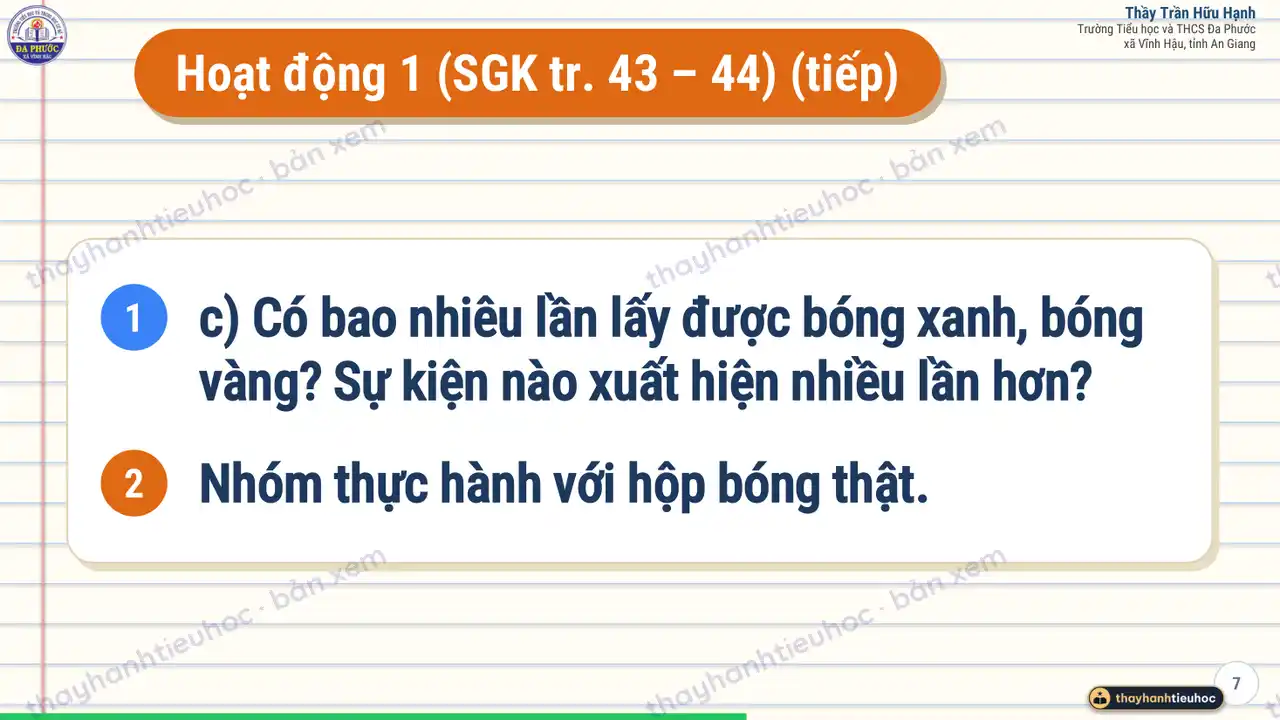 Thầy Trần Hữu Hạnh
Trường Tiểu học và THCS Đa Phước
xã Vĩnh Hậu, tỉnh An Giang
ĐA PHƯỚC
XÃ VĨNH HẬU
Hoạt động 1 (SGK tr. 43 – 44) (tiếp)
thayhanhtieuhoc · bản xem
thayhanhtieuhoc · bản xem
1
c) Có bao nhiêu lần lấy được bóng xanh, bóng
vàng? Sự kiện nào xuất hiện nhiều lần hơn?
2
Nhóm thực hành với hộp bóng thật.
thayhanhtieuhoc · bản xem
thayhanhtieuhoc · bản xem
thayhanhtieuhoc
7